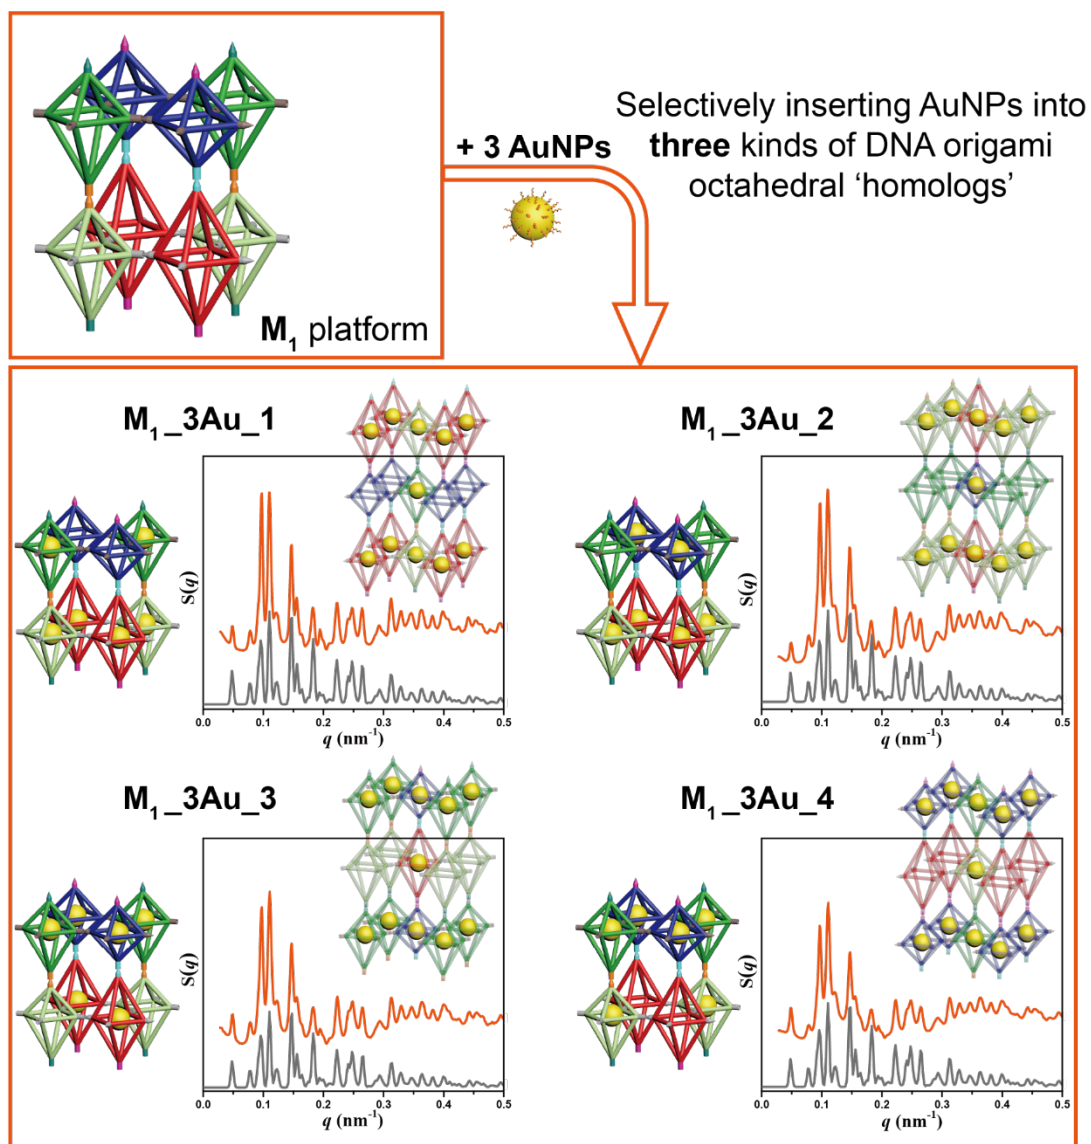 Selectively inserting AuNPs into
three kinds of DNA origami
octahedral ‘homologs’
+ 3 AuNPs
M₁ platform
M₁_3Au_1
S(q)
0.0 0.1 0.2 0.3 0.4 0.5
q (nm⁻¹)
M₁_3Au_2
S(q)
0.0 0.1 0.2 0.3 0.4 0.5
q (nm⁻¹)
M₁_3Au_3
S(q)
0.0 0.1 0.2 0.3 0.4 0.5
q (nm⁻¹)
M₁_3Au_4
S(q)
0.0 0.1 0.2 0.3 0.4 0.5
q (nm⁻¹)